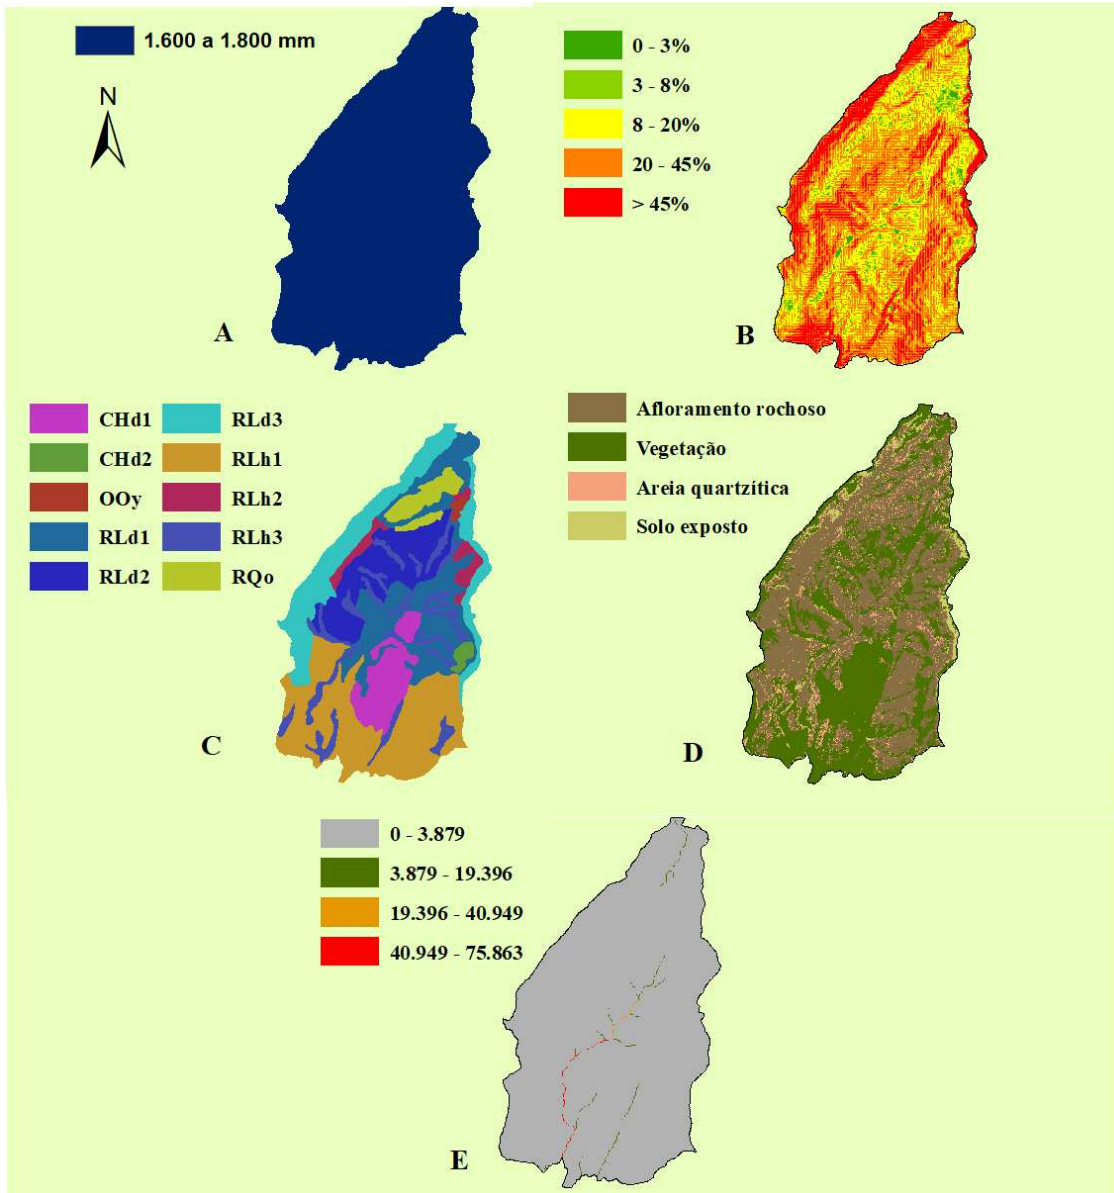 1.600 a 1.800 mm
N
A
0 - 3%
3 - 8%
8 - 20%
20 - 45%
> 45%
B
CHd1
CHd2
OOy
RLd1
RLd2
RLd3
RLh1
RLh2
RLh3
RQo
C
Afloramento rochoso
Vegetação
Areia quartzítica
Solo exposto
D
0 - 3.879
3.879 - 19.396
19.396 - 40.949
40.949 - 75.863
E